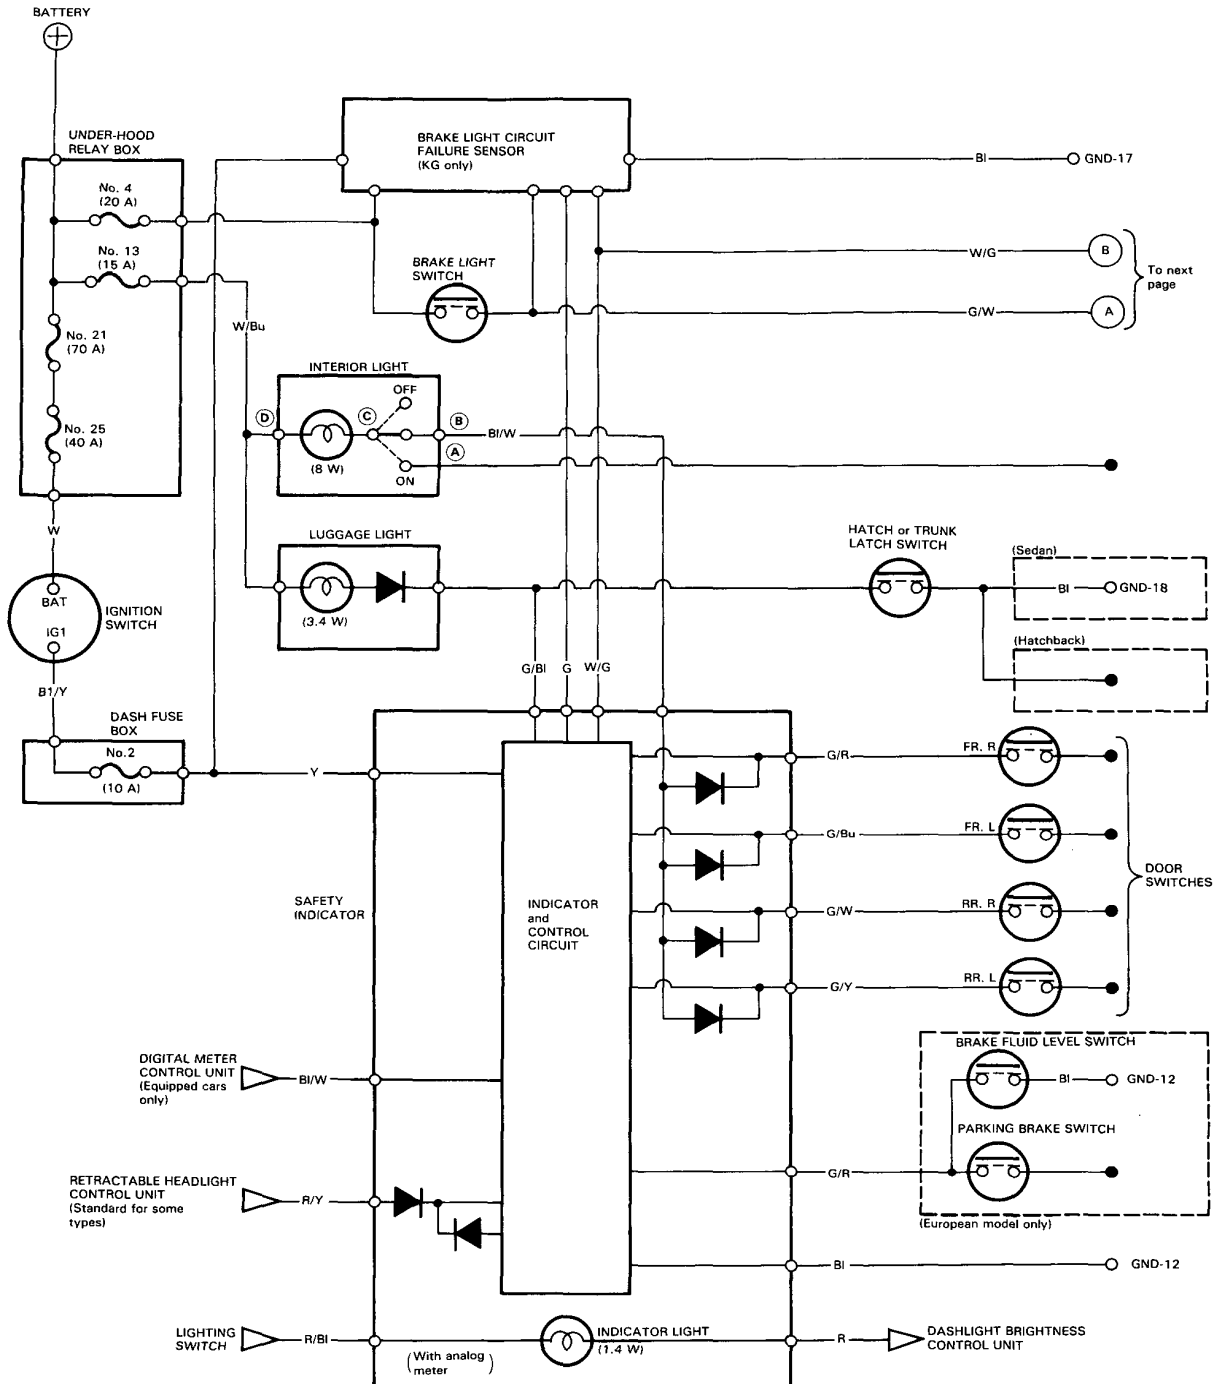 BATTERY
UNDER-HOOD
RELAY BOX
No. 4
(20 A)
No. 13
(15 A)
No. 21
(70 A)
No. 25
(40 A)
BRAKE LIGHT CIRCUIT
FAILURE SENSOR
(KG only)
Bl
GND-17
W/G
B
G/W
A
To next
page
BRAKE LIGHT
SWITCH
W/Bu
INTERIOR LIGHT
OFF
D
C
B
A
(8 W)
ON
Bl/W
W
BAT
IG1
IGNITION
SWITCH
B1/Y
LUGGAGE LIGHT
(3.4 W)
HATCH or TRUNK
LATCH SWITCH
(Sedan)
Bl
GND-18
(Hatchback)
G/Bl
G
W/G
DASH FUSE
BOX
No.2
(10 A)
Y
SAFETY
INDICATOR
INDICATOR
and
CONTROL
CIRCUIT
G/R
FR. R
G/Bu
FR. L
G/W
RR. R
G/Y
RR. L
DOOR
SWITCHES
DIGITAL METER
CONTROL UNIT
(Equipped cars
only)
Bl/W
BRAKE FLUID LEVEL SWITCH
Bl
GND-12
PARKING BRAKE SWITCH
G/R
(European model only)
RETRACTABLE HEADLIGHT
CONTROL UNIT
(Standard for some
types)
R/Y
Bl
GND-12
LIGHTING
SWITCH
R/Bl
(With analog
meter)
INDICATOR LIGHT
(1.4 W)
R
DASHLIGHT BRIGHTNESS
CONTROL UNIT